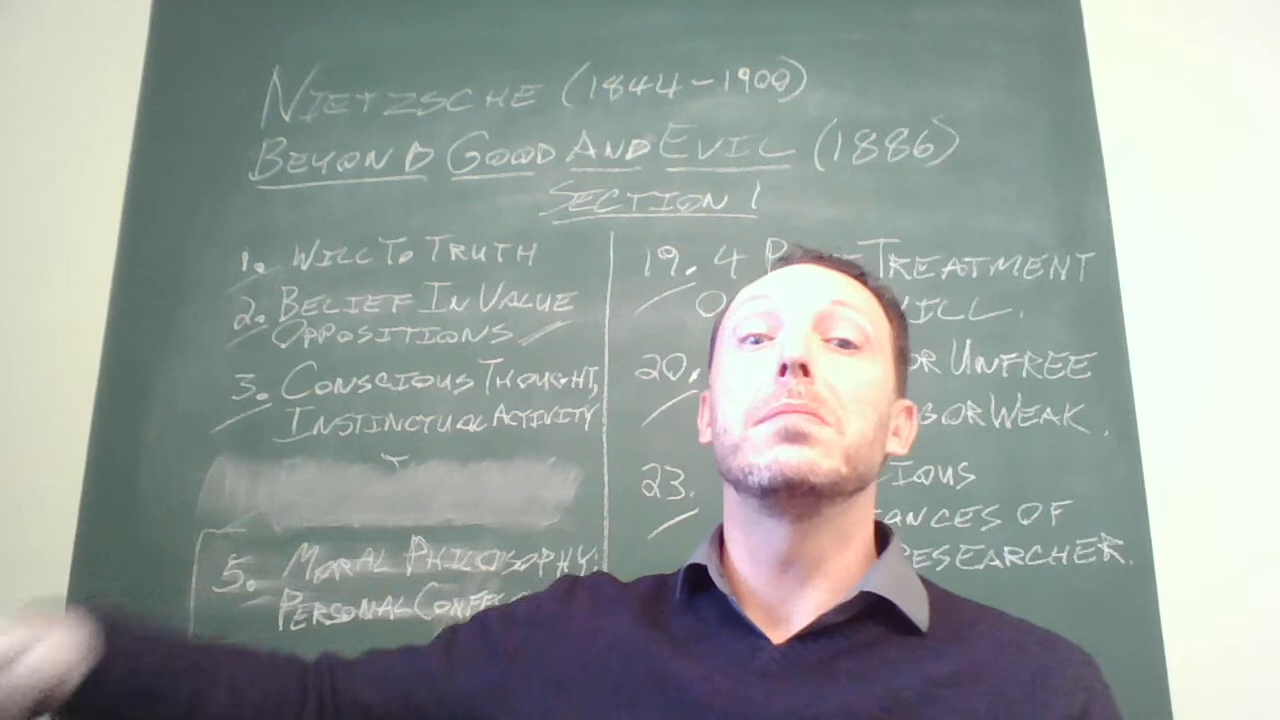 NIETZSCHE (1844-1900)
BEYOND GOOD AND EVIL (1886)
SECTION 1
1. WILL TO TRUTH
2. BELIEF IN VALUE
OPPOSITIONS
3. CONSCIOUS THOUGHT,
INSTINCTUAL ACTIVITY
5. MORAL PHILOSOPHY:
PERSONAL
19. 4 TREATMENT
20. OR UNFREE
WEAK.
23.
OF
RESEARCHER.